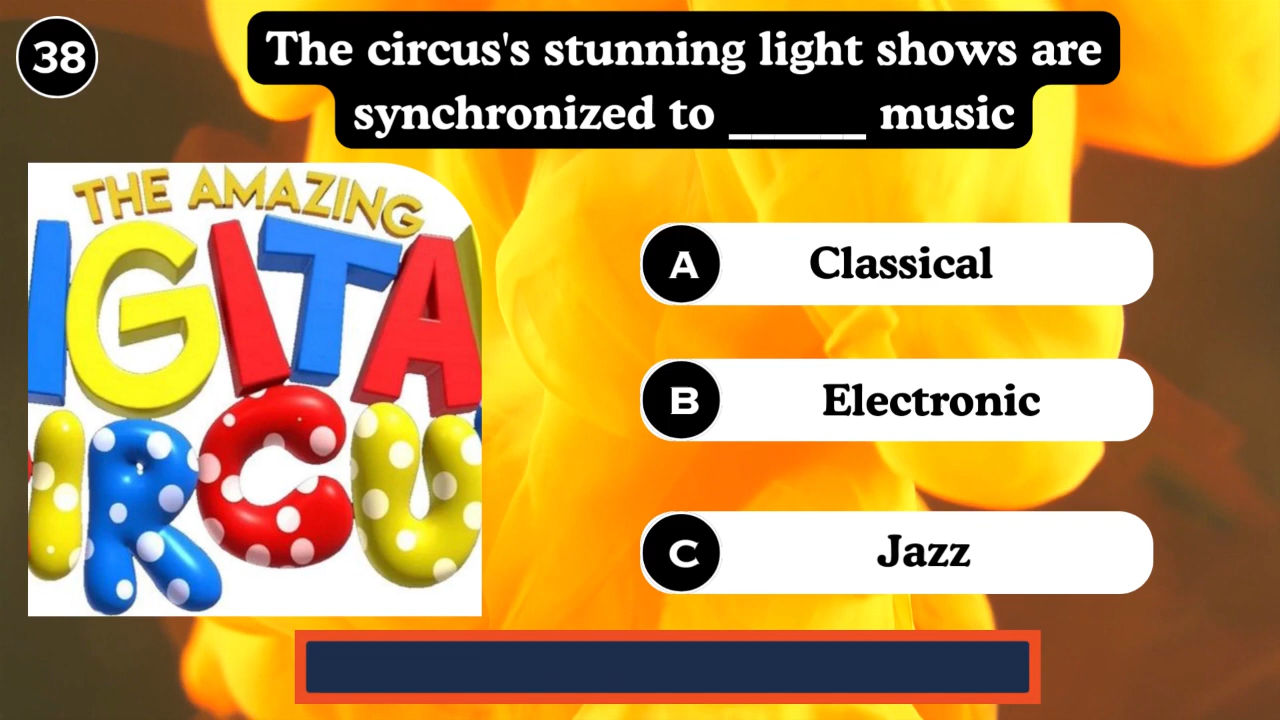 38
The circus's stunning light shows are
synchronized to ______ music
THE AMAZING
IGITA
IRCU
A Classical
B Electronic
C Jazz